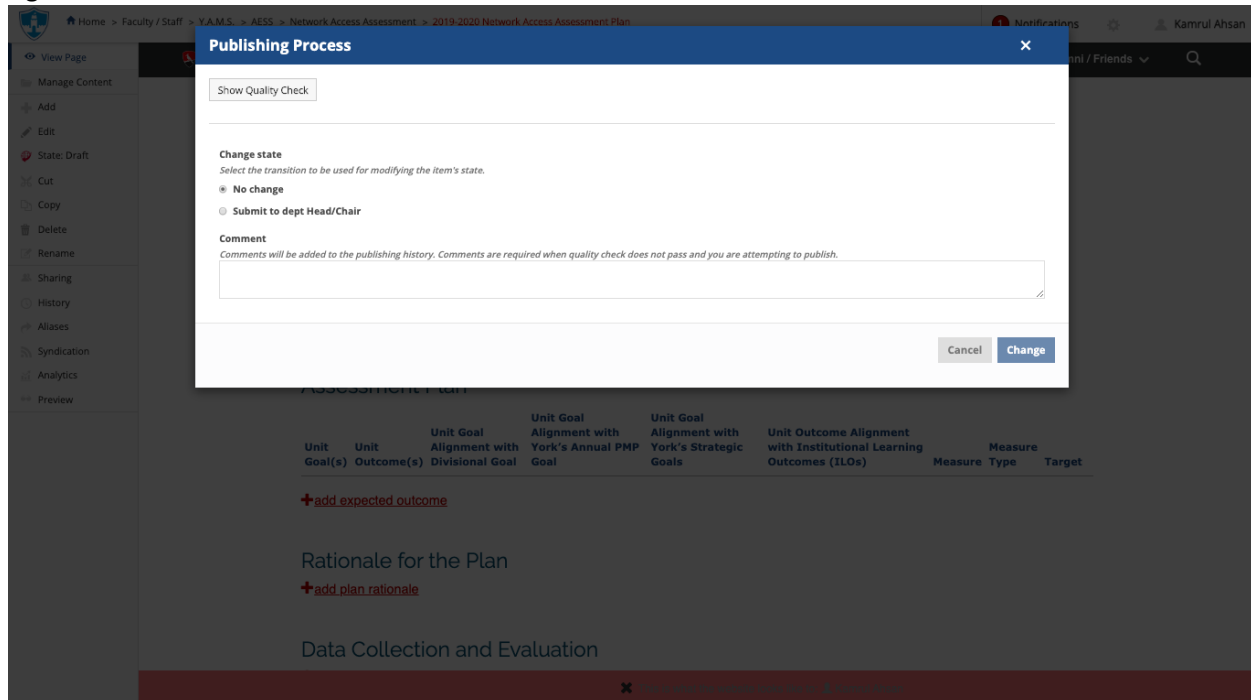 Home > Faculty / Staff > Y.A.M.S. > AESS > Network Access Assessment > 2019-2020 Network Access Assessment Plan
1 Notifications
Kamrul Ahsan
View Page
Manage Content
Add
Edit
State: Draft
Cut
Copy
Delete
Rename
Sharing
History
Aliases
Syndication
Analytics
Preview
mni / Friends
Publishing Process
×
Show Quality Check
Change state
Select the transition to be used for modifying the item's state.
No change
Submit to dept Head/Chair
Comment
Comments will be added to the publishing history. Comments are required when quality check does not pass and you are attempting to publish.
Cancel
Change
Assessment Plan
Unit Goal(s)
Unit Outcome(s)
Unit Goal Alignment with Divisional Goal
Unit Goal Alignment with York's Annual PMP Goal
Unit Goal Alignment with York's Strategic Goals
Unit Outcome Alignment with Institutional Learning Outcomes (ILOs)
Measure
Measure Type
Target
add expected outcome
Rationale for the Plan
add plan rationale
Data Collection and Evaluation